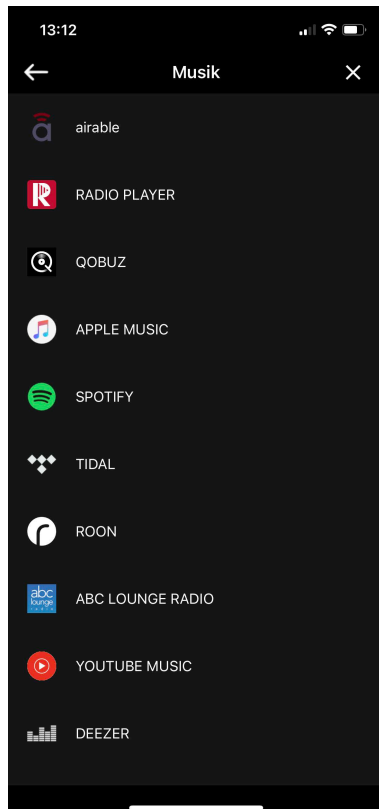 13:12
Musik
airable
RADIO PLAYER
QOBUZ
APPLE MUSIC
SPOTIFY
TIDAL
ROON
abc
lounge
radio
ABC LOUNGE RADIO
YOUTUBE MUSIC
DEEZER